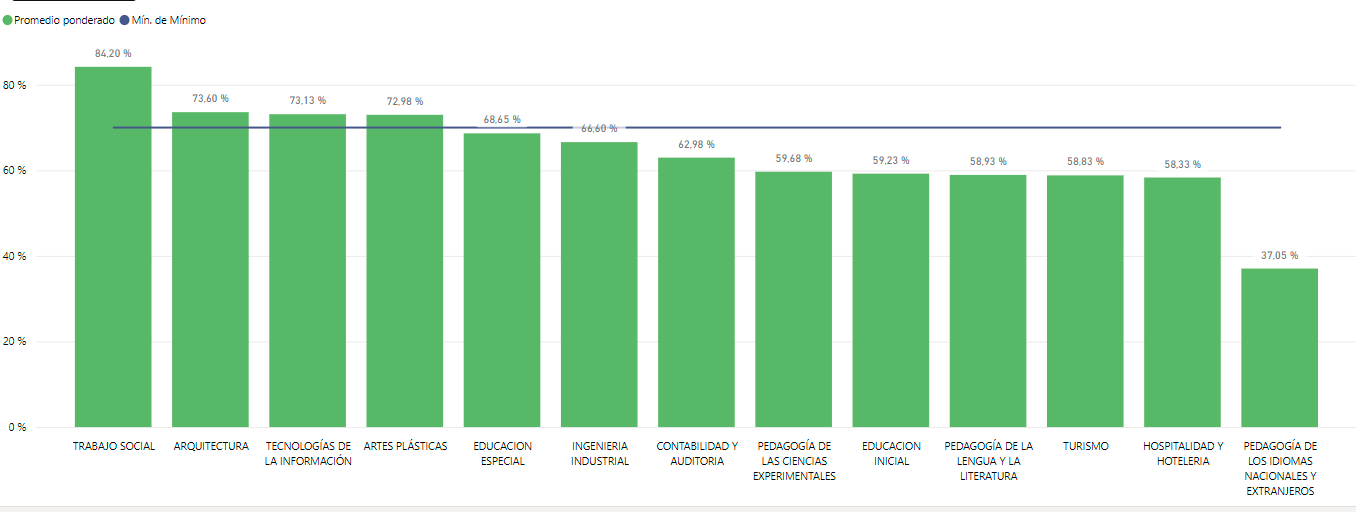 Promedio ponderado Mín. de Mínimo
84,20 %
80 %
73,60 %
73,13 %
72,98 %
68,65 %
66,60 %
62,98 %
60 %
59,68 %
59,23 %
58,93 %
58,83 %
58,33 %
40 %
37,05 %
20 %
0 %
TRABAJO SOCIAL
ARQUITECTURA
TECNOLOGÍAS DE
LA INFORMACIÓN
ARTES PLÁSTICAS
EDUCACION
ESPECIAL
INGENIERIA
INDUSTRIAL
CONTABILIDAD Y
AUDITORIA
PEDAGOGÍA DE
LAS CIENCIAS
EXPERIMENTALES
EDUCACION
INICIAL
PEDAGOGÍA DE LA
LENGUA Y LA
LITERATURA
TURISMO
HOSPITALIDAD Y
HOTELERIA
PEDAGOGÍA DE
LOS IDIOMAS
NACIONALES Y
EXTRANJEROS